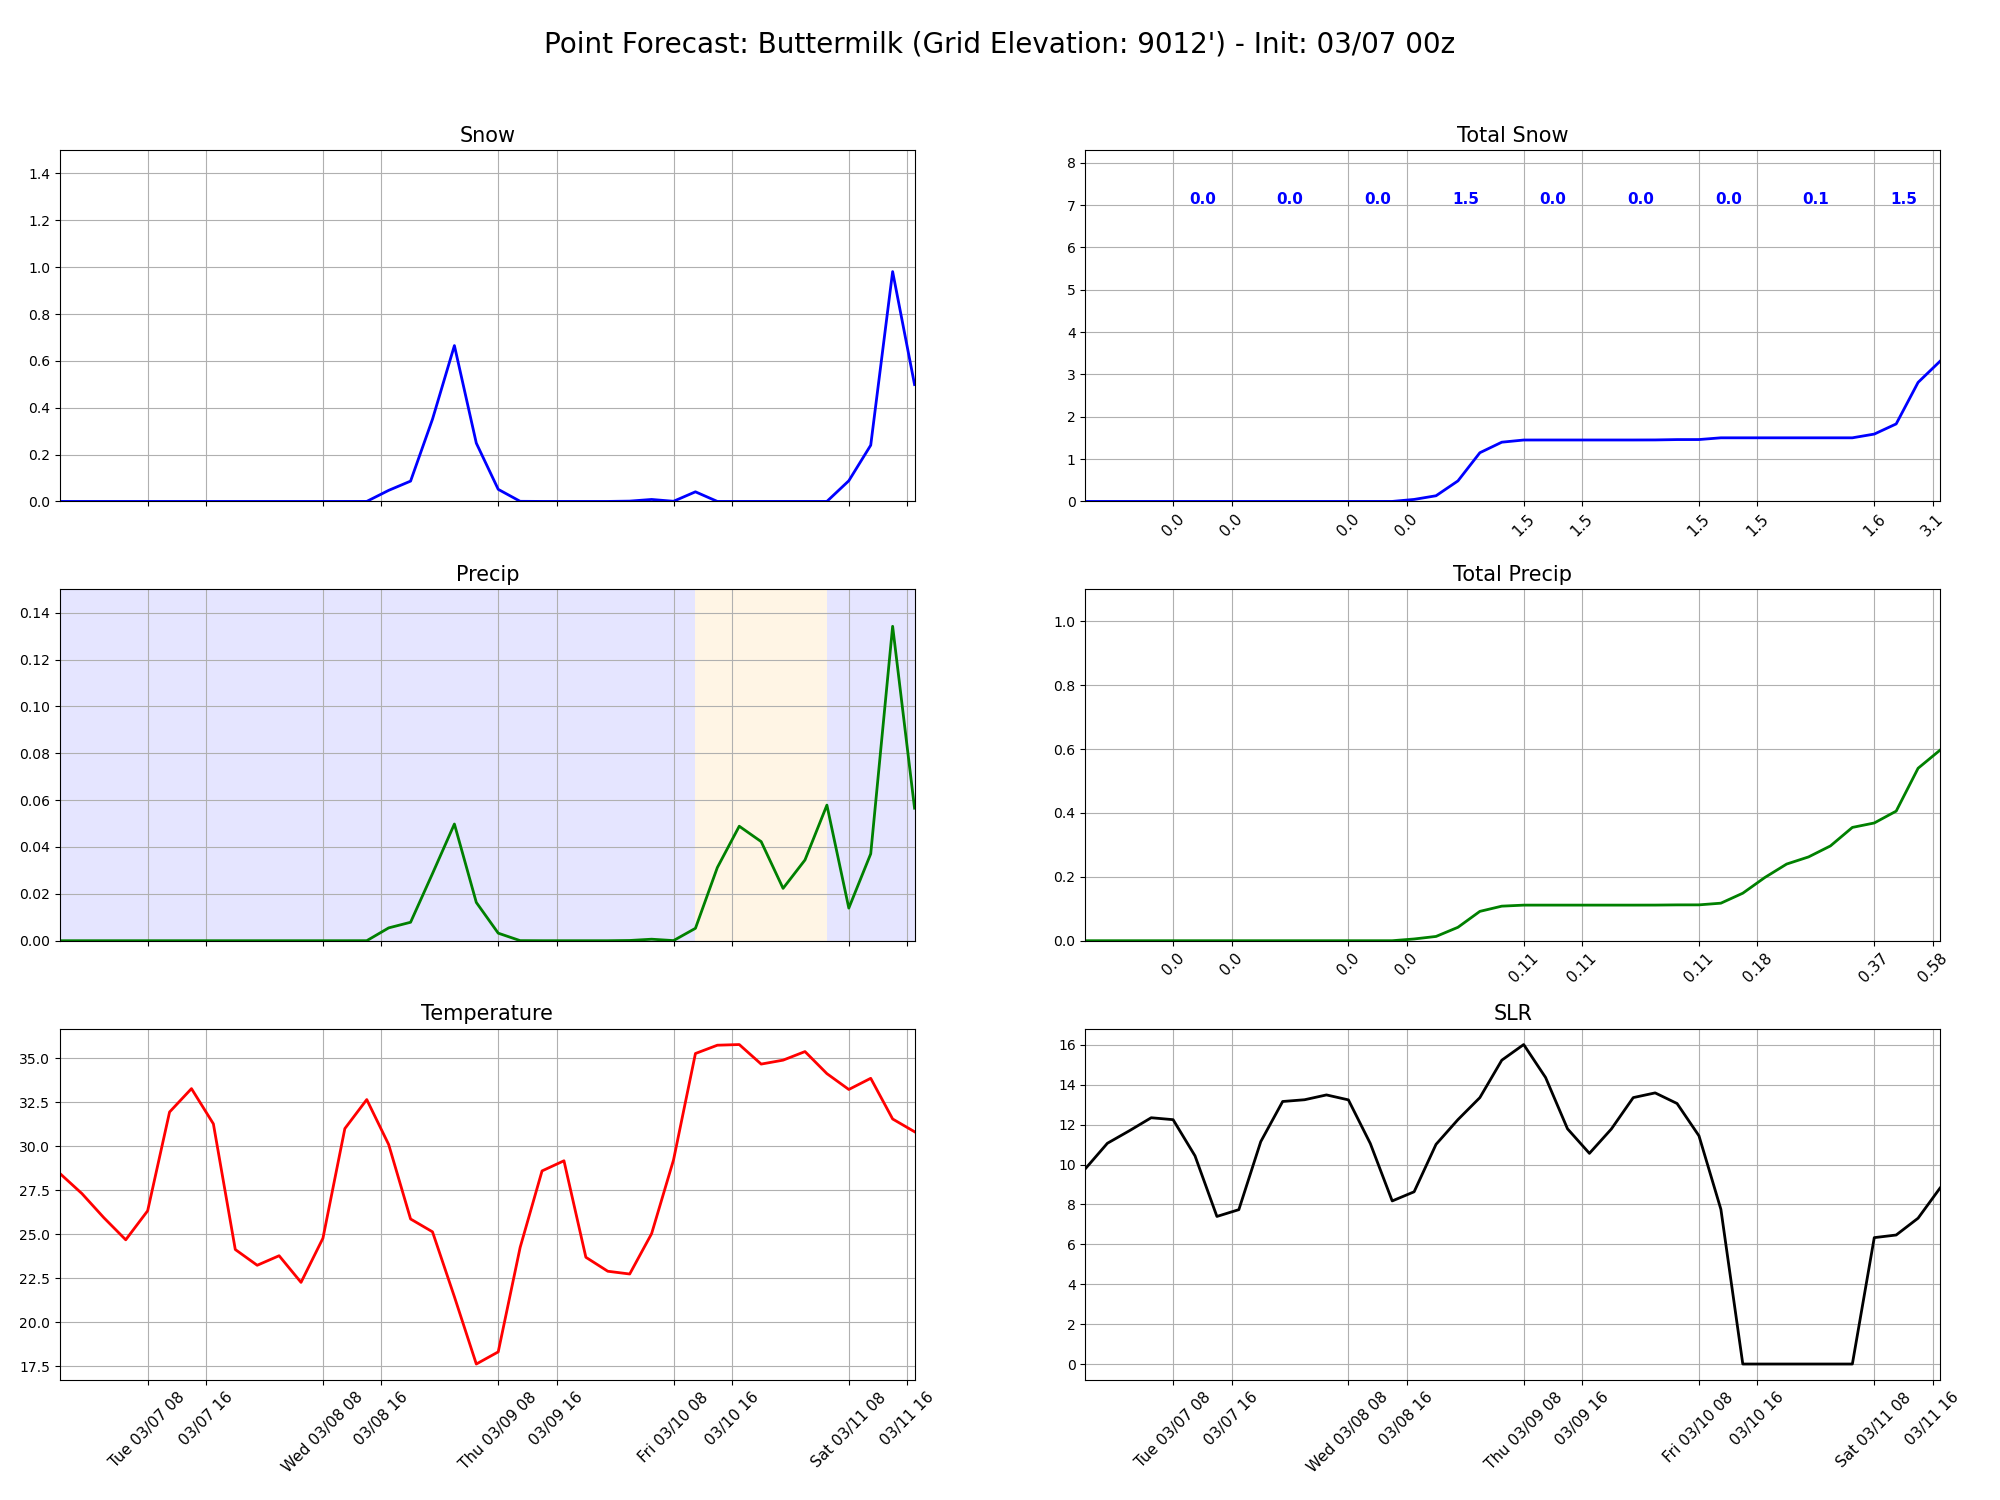 Point Forecast: Buttermilk (Grid Elevation: 9012') - Init: 03/07 00z
Snow
1.4
1.2
1.0
0.8
0.6
0.4
0.2
0.0
Total Snow
8
7
6
5
4
3
2
1
0
0.0 0.0 0.0 1.5 0.0 0.0 0.0 0.1 1.5
0.0 0.0 0.0 0.0 1.5 1.5 1.5 1.5 1.6 3.1
Precip
0.14
0.12
0.10
0.08
0.06
0.04
0.02
0.00
Total Precip
1.0
0.8
0.6
0.4
0.2
0.0
0.0 0.0 0.0 0.0 0.11 0.11 0.11 0.18 0.37 0.58
Temperature
35.0
32.5
30.0
27.5
25.0
22.5
20.0
17.5
Tue 03/07 08
03/07 16
Wed 03/08 08
03/08 16
Thu 03/09 08
03/09 16
Fri 03/10 08
03/10 16
Sat 03/11 08
03/11 16
SLR
16
14
12
10
8
6
4
2
0
Tue 03/07 08
03/07 16
Wed 03/08 08
03/08 16
Thu 03/09 08
03/09 16
Fri 03/10 08
03/10 16
Sat 03/11 08
03/11 16